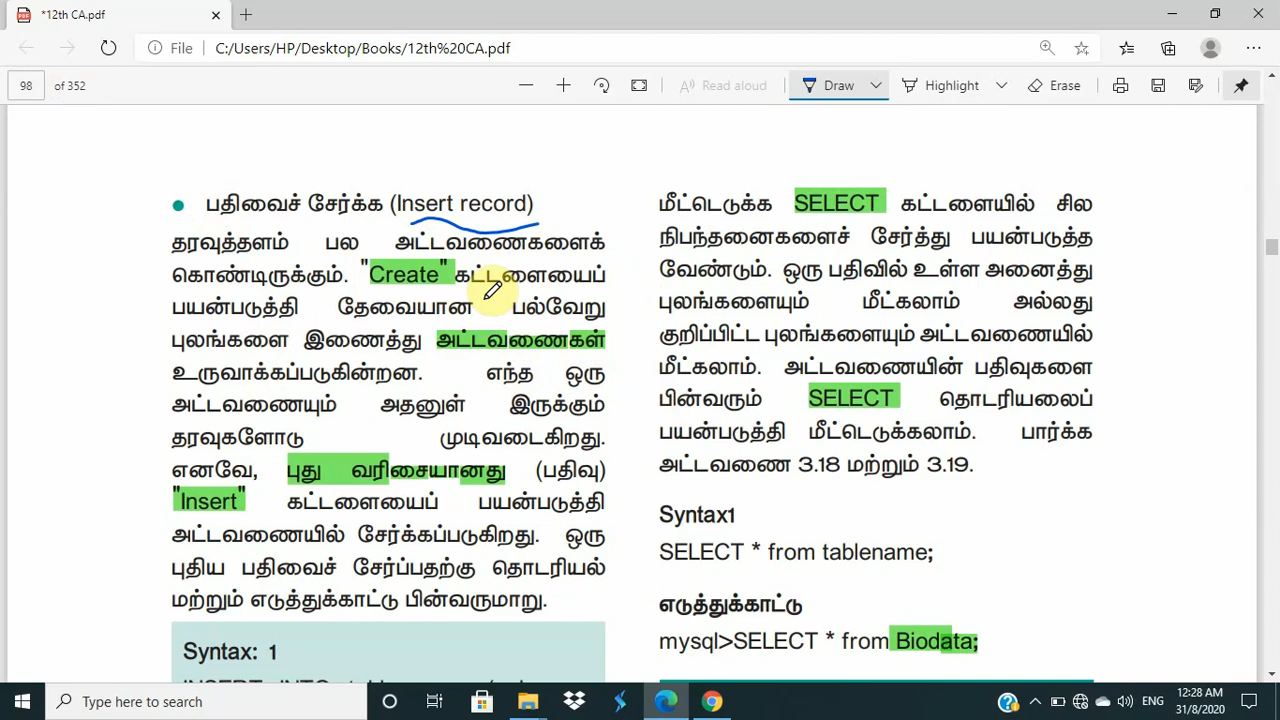 *12th CA.pdf
File C:/Users/HP/Desktop/Books/12th%20CA.pdf
98 of 352 Read aloud Draw Highlight Erase
• பதிவைச் சேர்க்க (Insert record)
தரவுத்தளம் பல அட்டவணைகளைக்
கொண்டிருக்கும். "Create" கட்டளையைப்
பயன்படுத்தி தேவையான பல்வேறு
புலங்களை இணைத்து அட்டவணைகள்
உருவாக்கப்படுகின்றன. எந்த ஒரு
அட்டவணையும் அதனுள் இருக்கும்
தரவுகளோடு முடிவடைகிறது.
எனவே, புது வரிசையானது (பதிவு)
"Insert" கட்டளையைப் பயன்படுத்தி
அட்டவணையில் சேர்க்கப்படுகிறது. ஒரு
புதிய பதிவைச் சேர்ப்பதற்கு தொடரியல்
மற்றும் எடுத்துக்காட்டு பின்வருமாறு.
Syntax: 1
மீட்டெடுக்க SELECT கட்டளையில் சில
நிபந்தனைகளைச் சேர்த்து பயன்படுத்த
வேண்டும். ஒரு பதிவில் உள்ள அனைத்து
புலங்களையும் மீட்கலாம் அல்லது
குறிப்பிட்ட புலங்களையும் அட்டவணையில்
மீட்கலாம். அட்டவணையின் பதிவுகளை
பின்வரும் SELECT தொடரியலைப்
பயன்படுத்தி மீட்டெடுக்கலாம். பார்க்க
அட்டவணை 3.18 மற்றும் 3.19.
Syntax1
SELECT * from tablename;
எடுத்துக்காட்டு
mysql>SELECT * from Biodata;
Type here to search ENG 12:28 AM
31/8/2020